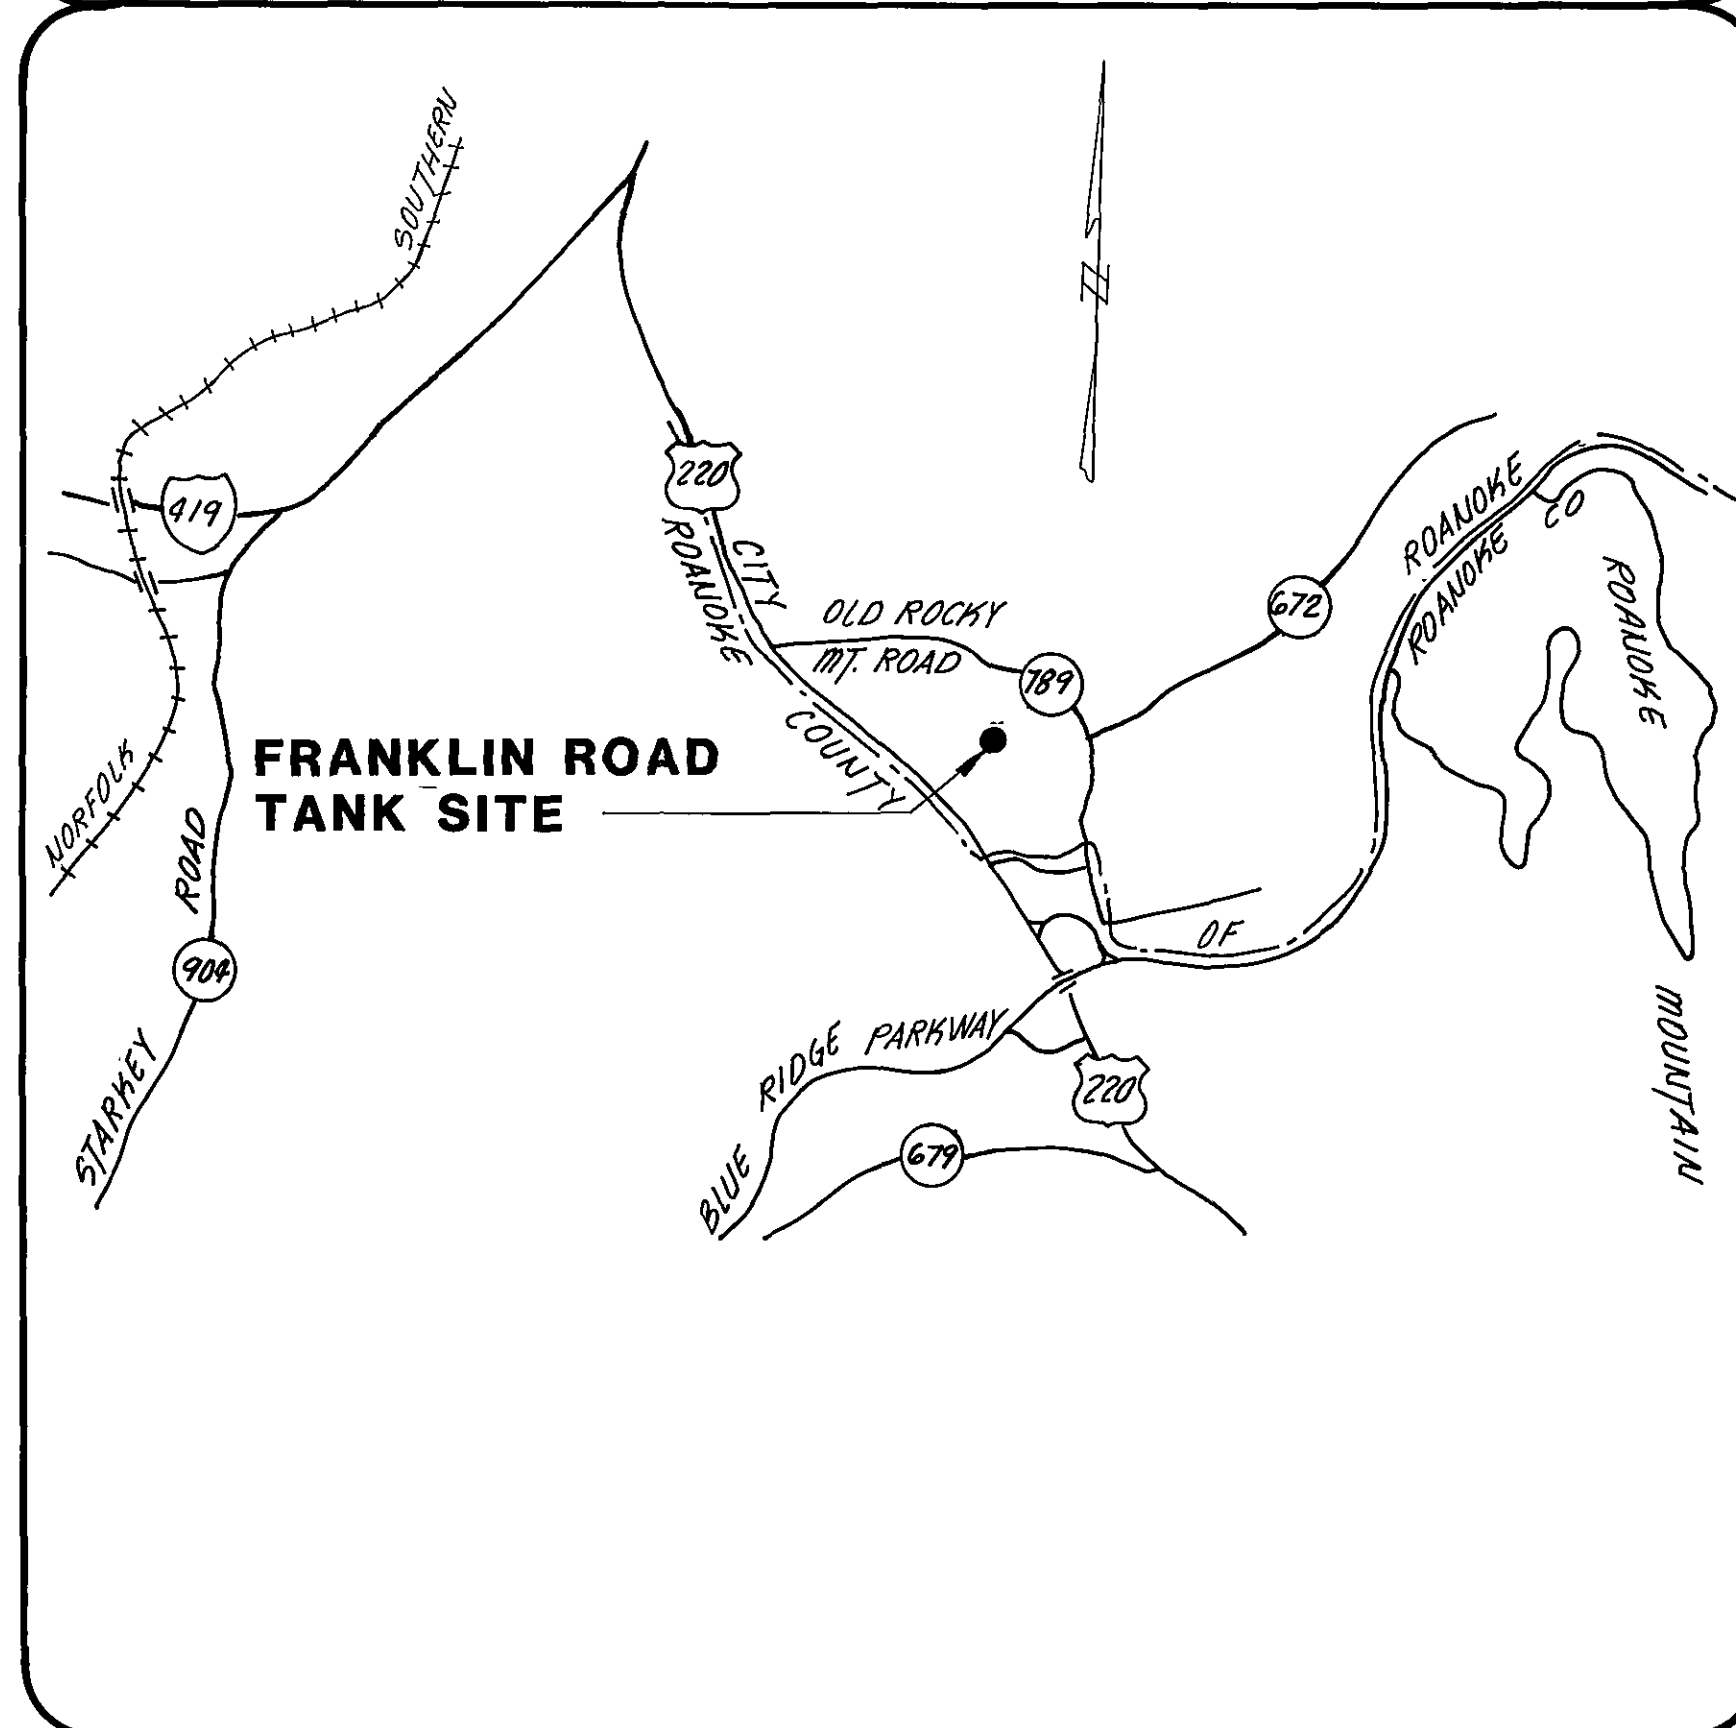 SOUTHERN
N
419
220
CITY
ROANOKE
COUNTY
OLD ROCKY
MT. ROAD
789
672
ROANOKE
ROANOKE
CO
ROANOKE
MOUNTAIN
FRANKLIN ROAD
TANK SITE
NORFOLK
ROAD
904
STARKEY
OF
BLUE RIDGE PARKWAY
220
679